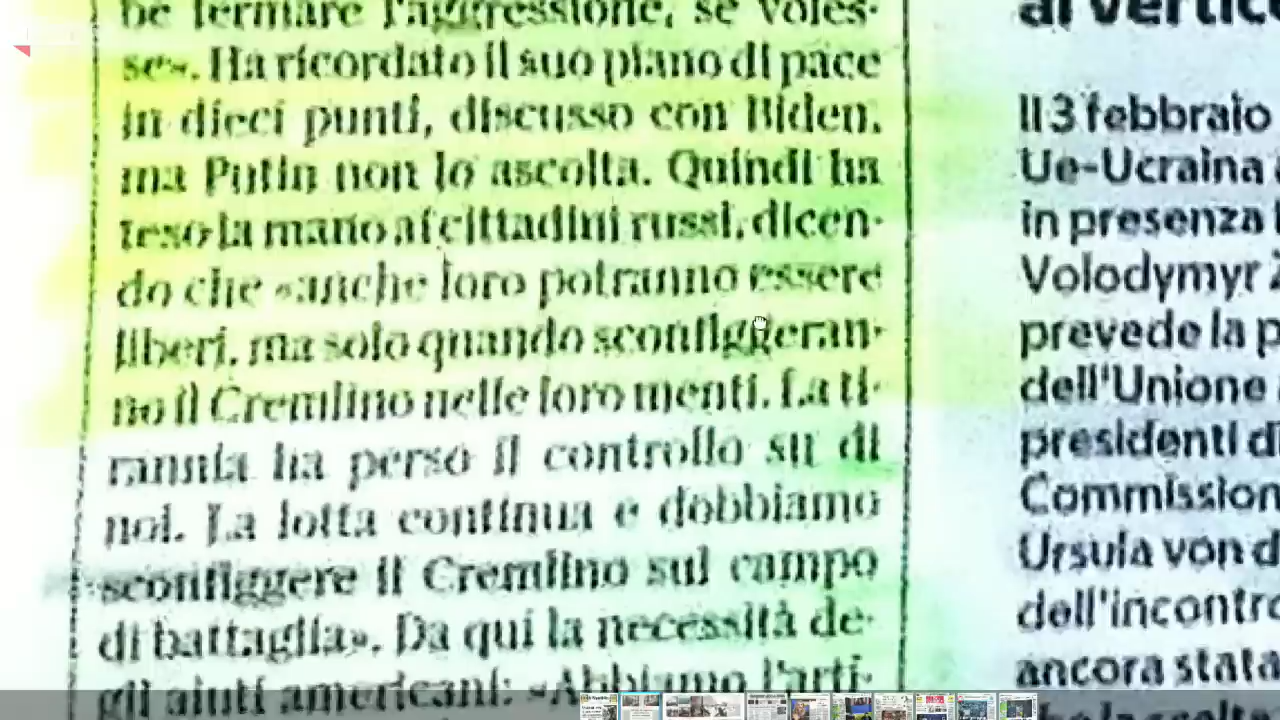 be fermare l'aggressione, se voles-
se». Ha ricordato il suo piano di pace
in dieci punti, discusso con Biden,
ma Putin non lo ascolta. Quindi ha
teso la mano ai cittadini russi, dicen-
do che «anche loro potranno essere
liberi, ma solo quando sconfiggeran-
no il Cremlino nelle loro menti. La ti-
rannia ha perso il controllo su di
noi. La lotta continua e dobbiamo
sconfiggere il Cremlino sul campo
di battaglia». Da qui la necessità de-
gli aiuti americani: «Abbiamo l'arti-
al vertice
Il 3 febbraio
Ue-Ucraina
in presenza
Volodymyr
prevede la p
dell'Unione
presidenti d
Commission
Ursula von d
dell'incontro
ancora stata